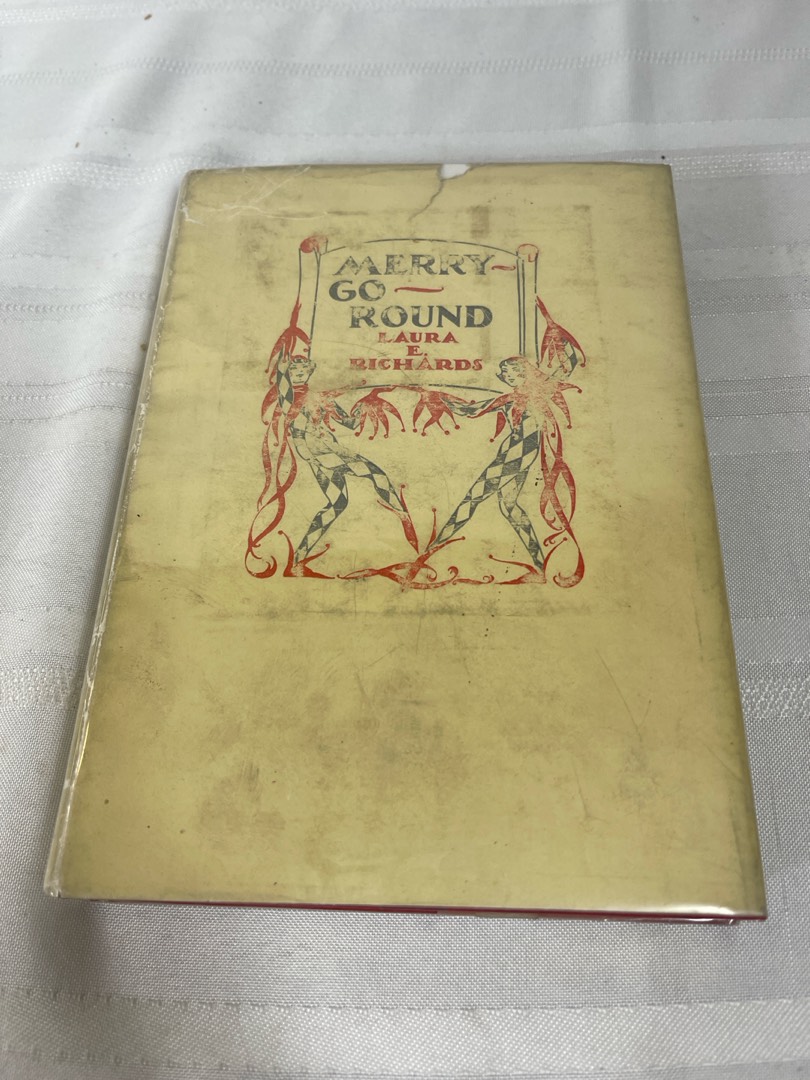 MERRY-
GO-
ROUND
LAURA
E.
RICHARDS